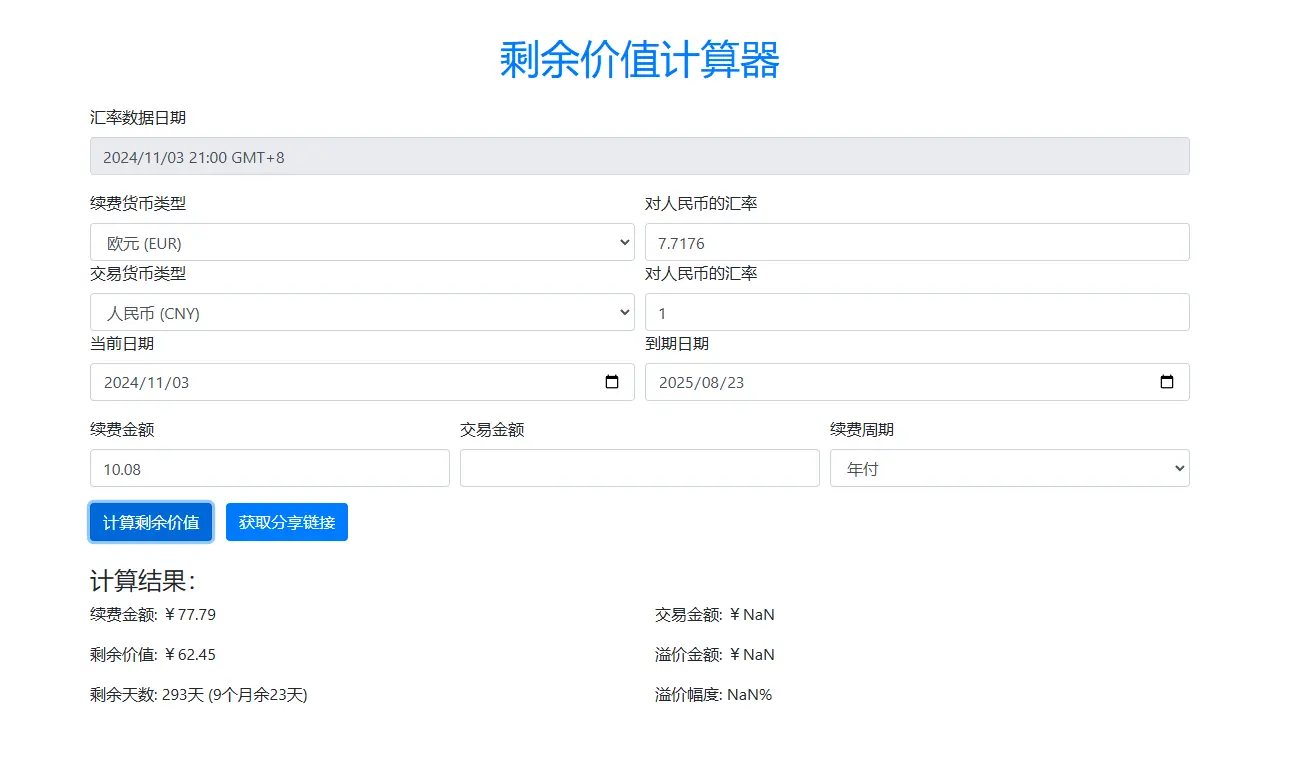 剩余价值计算器
汇率数据日期
2024/11/03 21:00 GMT+8
续费货币类型 对人民币的汇率
欧元 (EUR) 7.7176
交易货币类型 对人民币的汇率
人民币 (CNY) 1
当前日期 到期日期
2024/11/03 2025/08/23
续费金额 交易金额 续费周期
10.08 年付
计算剩余价值 获取分享链接
计算结果:
续费金额: ¥77.79 交易金额: ¥NaN
剩余价值: ¥62.45 溢价金额: ¥NaN
剩余天数: 293天 (9个月余23天) 溢价幅度: NaN%